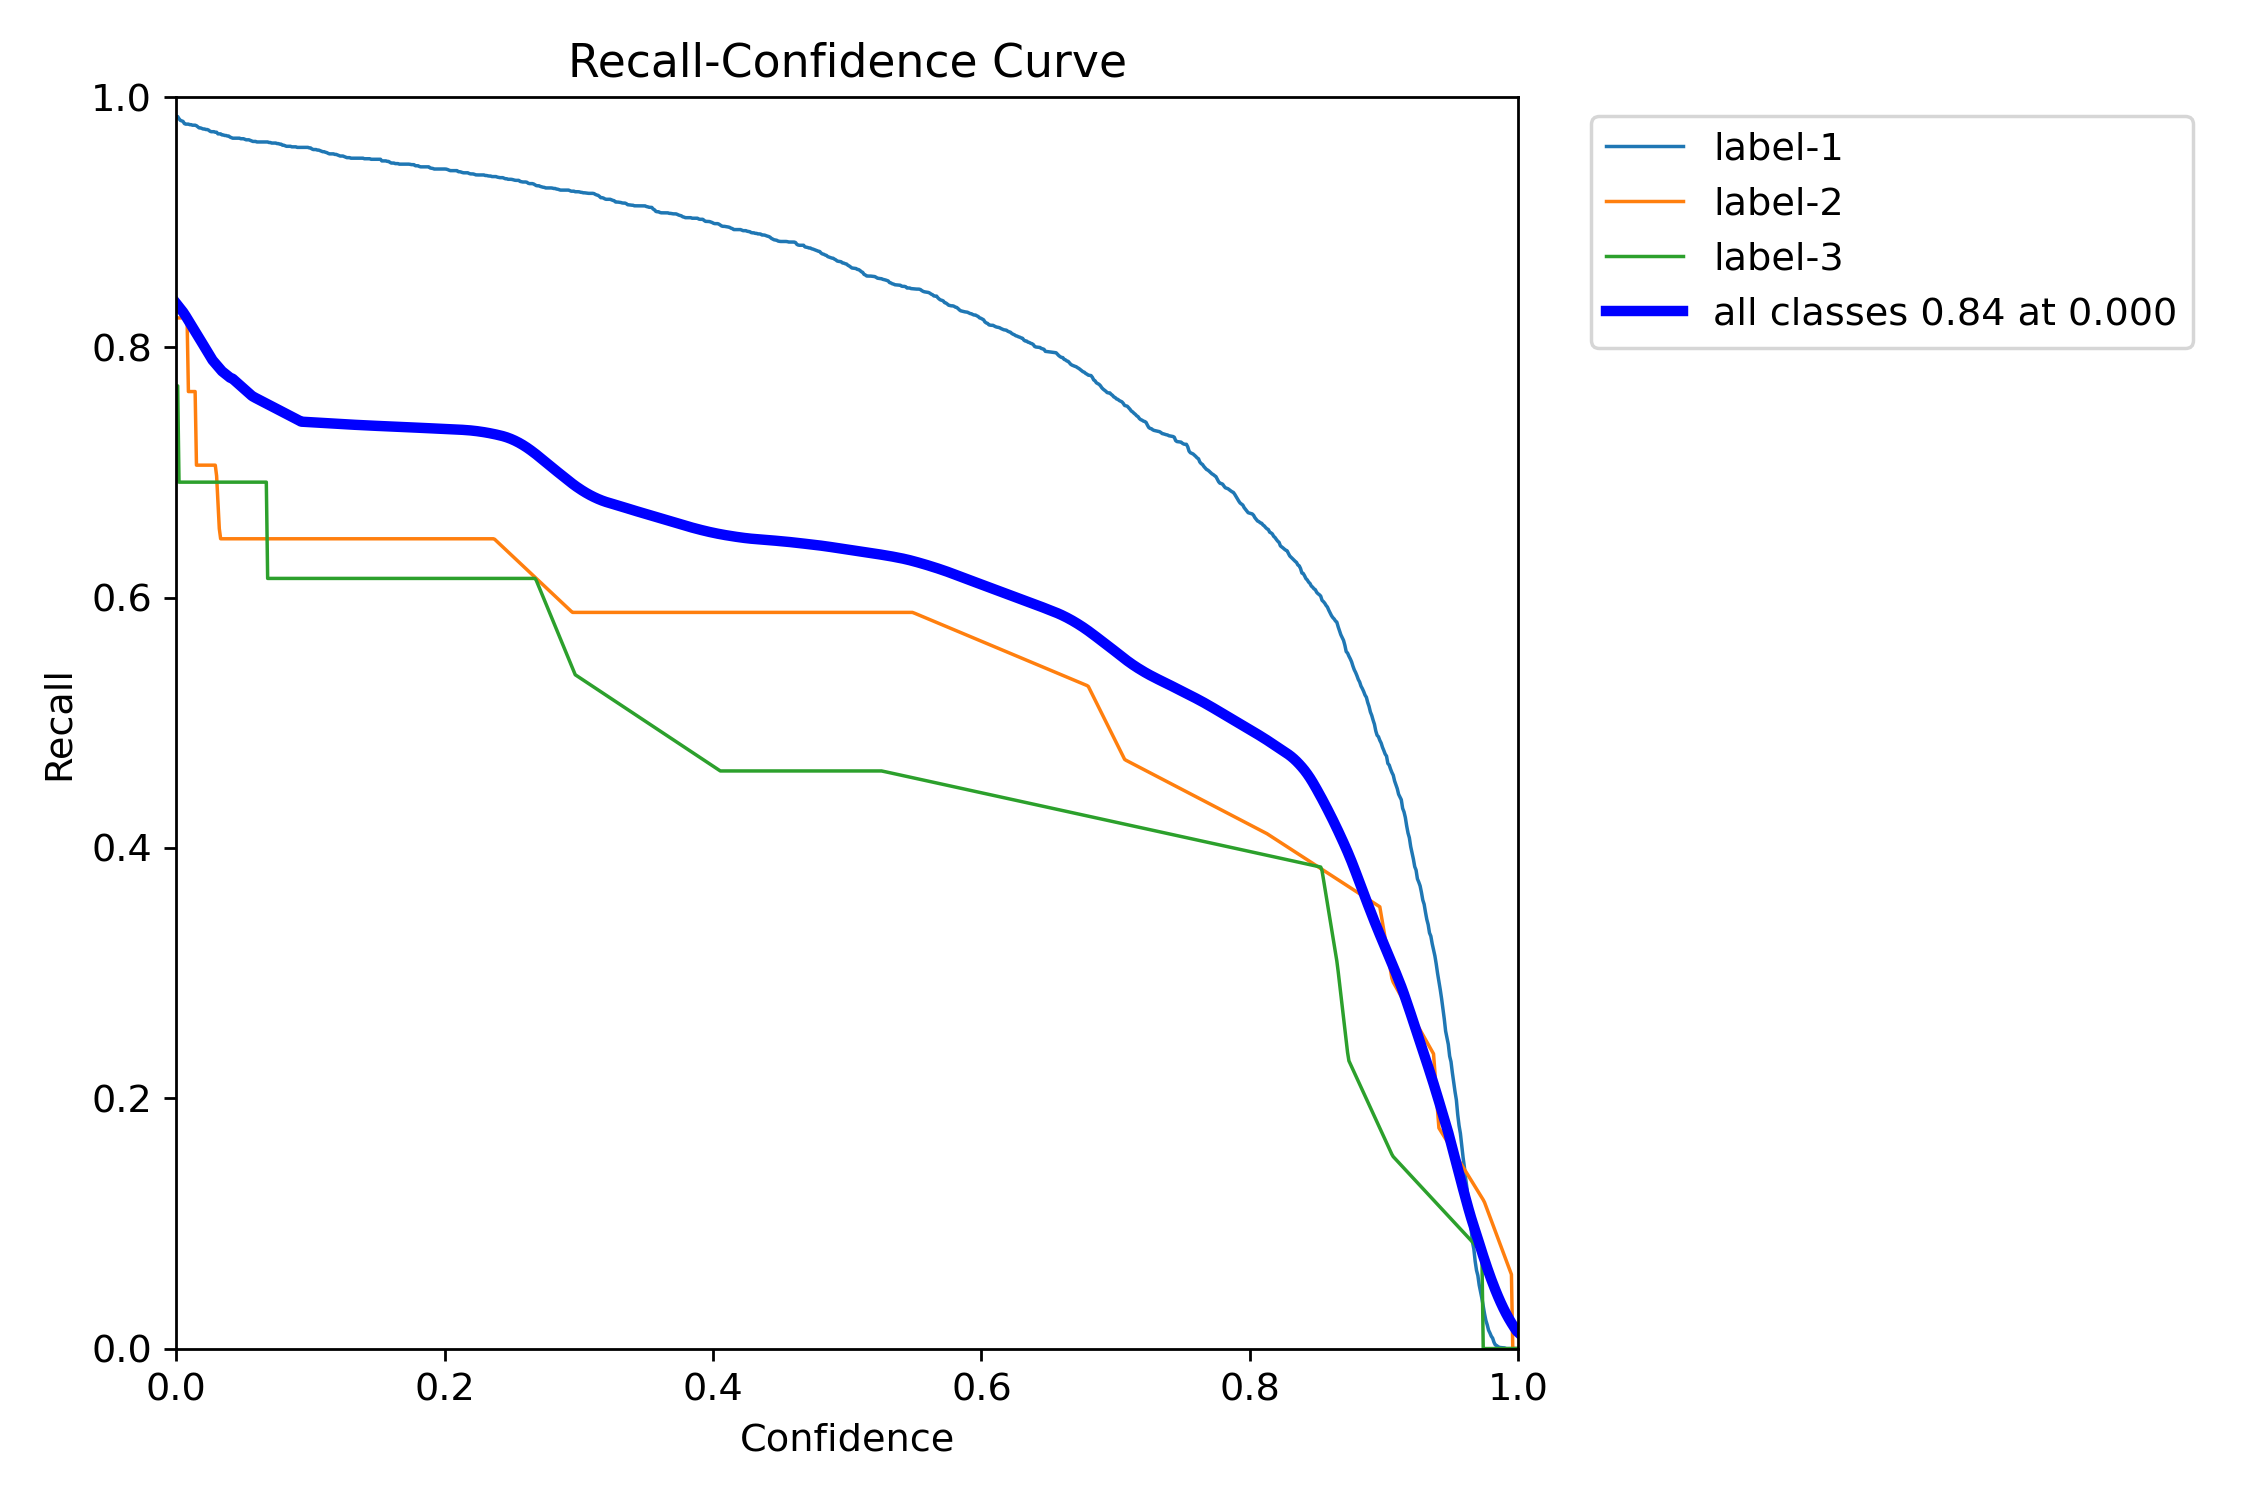 Recall-Confidence Curve
1.0
0.8
0.6
0.4
0.2
0.0
Recall
0.0 0.2 0.4 0.6 0.8 1.0
Confidence
label-1
label-2
label-3
all classes 0.84 at 0.000